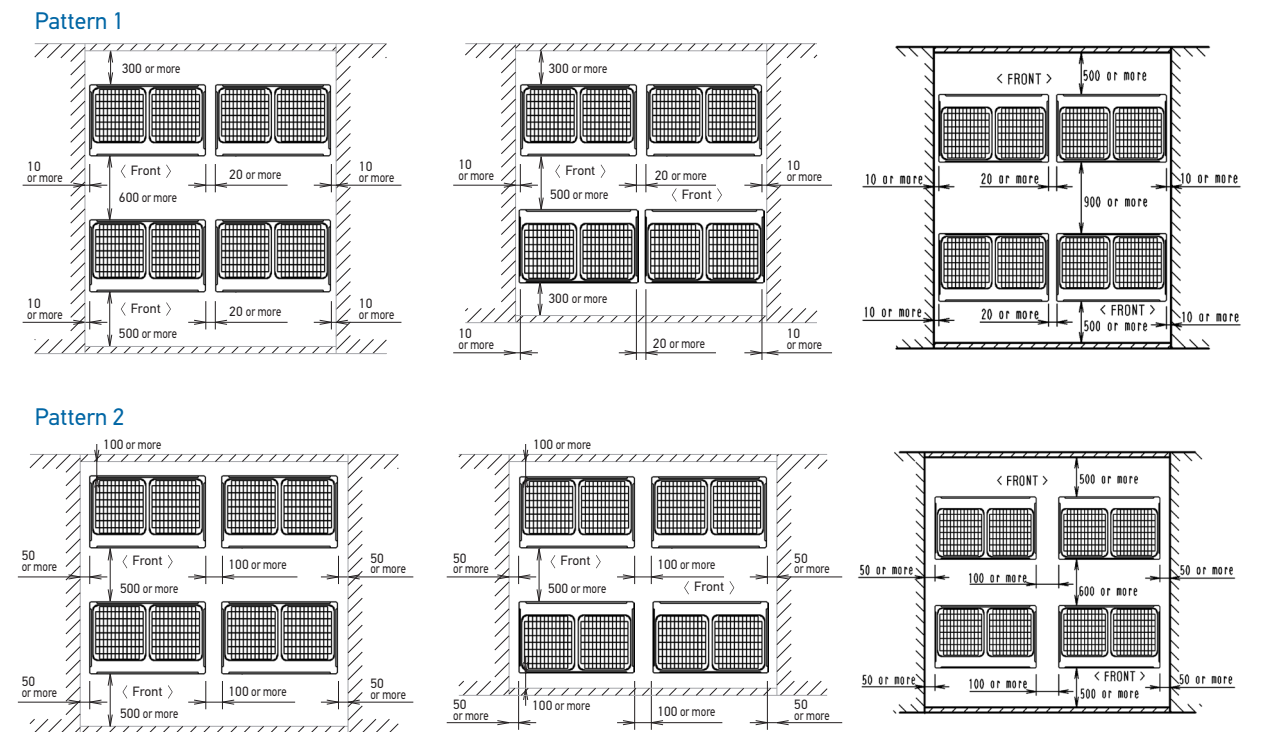 Pattern 1
300 or more
〈 Front 〉
10
or more
20 or more
10
or more
600 or more
〈 Front 〉
10
or more
20 or more
10
or more
500 or more
300 or more
〈 Front 〉
10
or more
20 or more
10
or more
500 or more
〈 Front 〉
300 or more
10
or more
20 or more
10
or more
< FRONT >
500 or more
10 or more
20 or more
10 or more
900 or more
10 or more
20 or more
< FRONT >
500 or more
10 or more
Pattern 2
100 or more
〈 Front 〉
50
or more
100 or more
50
or more
500 or more
〈 Front 〉
50
or more
100 or more
50
or more
500 or more
100 or more
〈 Front 〉
50
or more
100 or more
50
or more
500 or more
〈 Front 〉
100 or more
50
or more
100 or more
50
or more
< FRONT >
500 or more
50 or more
100 or more
50 or more
600 or more
50 or more
100 or more
< FRONT >
500 or more
50 or more